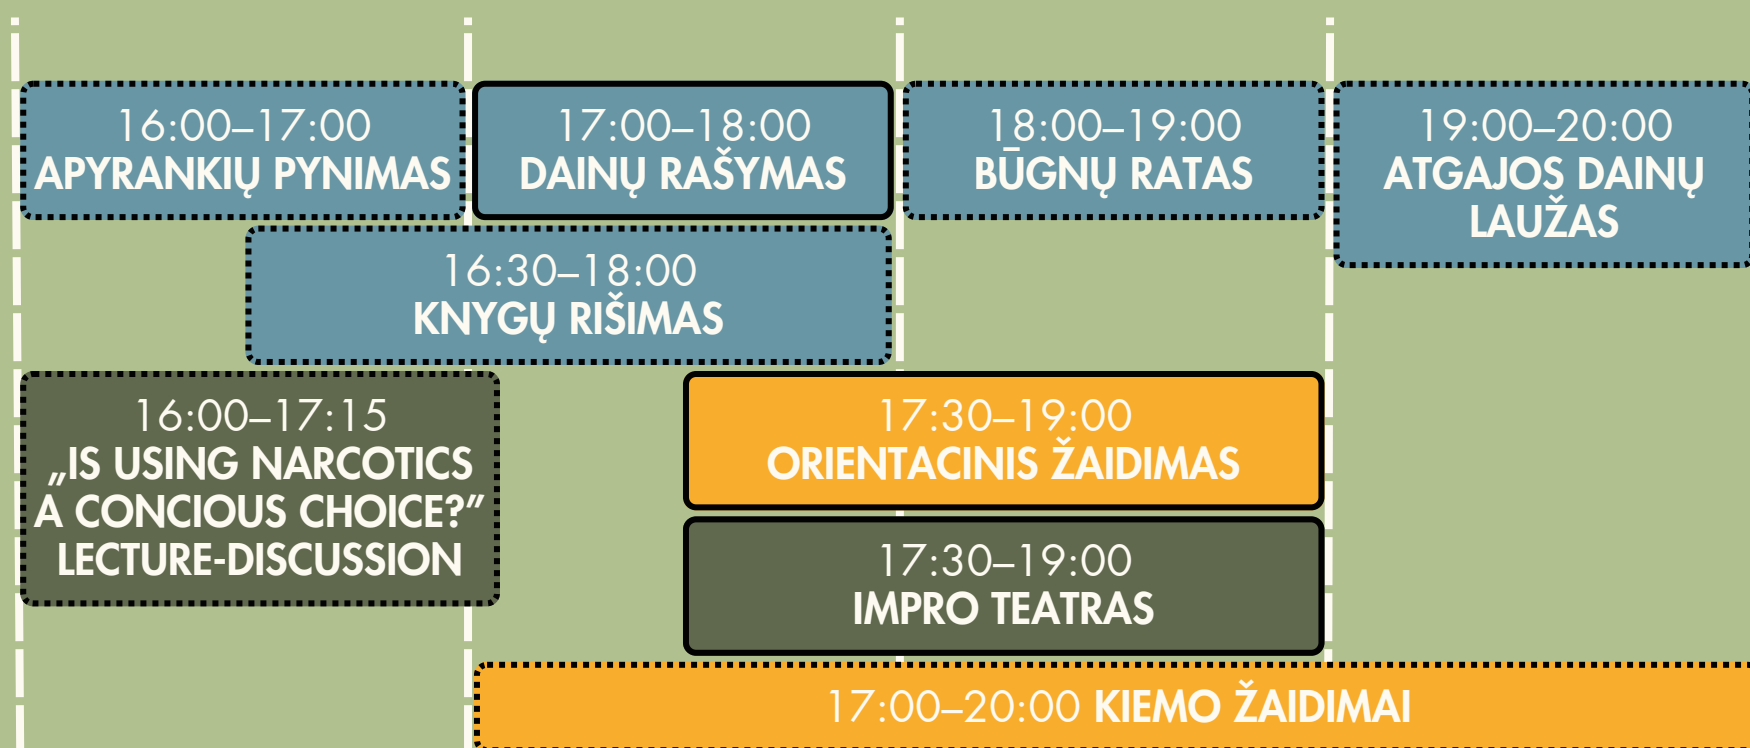 16:00–17:00
APYRANKIŲ PYNIMAS
17:00–18:00
DAINŲ RAŠYMAS
18:00–19:00
BŪGNŲ RATAS
19:00–20:00
ATGAJOS DAINŲ
LAUŽAS
16:30–18:00
KNYGŲ RIŠIMAS
16:00–17:15
„IS USING NARCOTICS
A CONCIOUS CHOICE?”
LECTURE-DISCUSSION
17:30–19:00
ORIENTACINIS ŽAIDIMAS
17:30–19:00
IMPRO TEATRAS
17:00–20:00 KIEMO ŽAIDIMAI